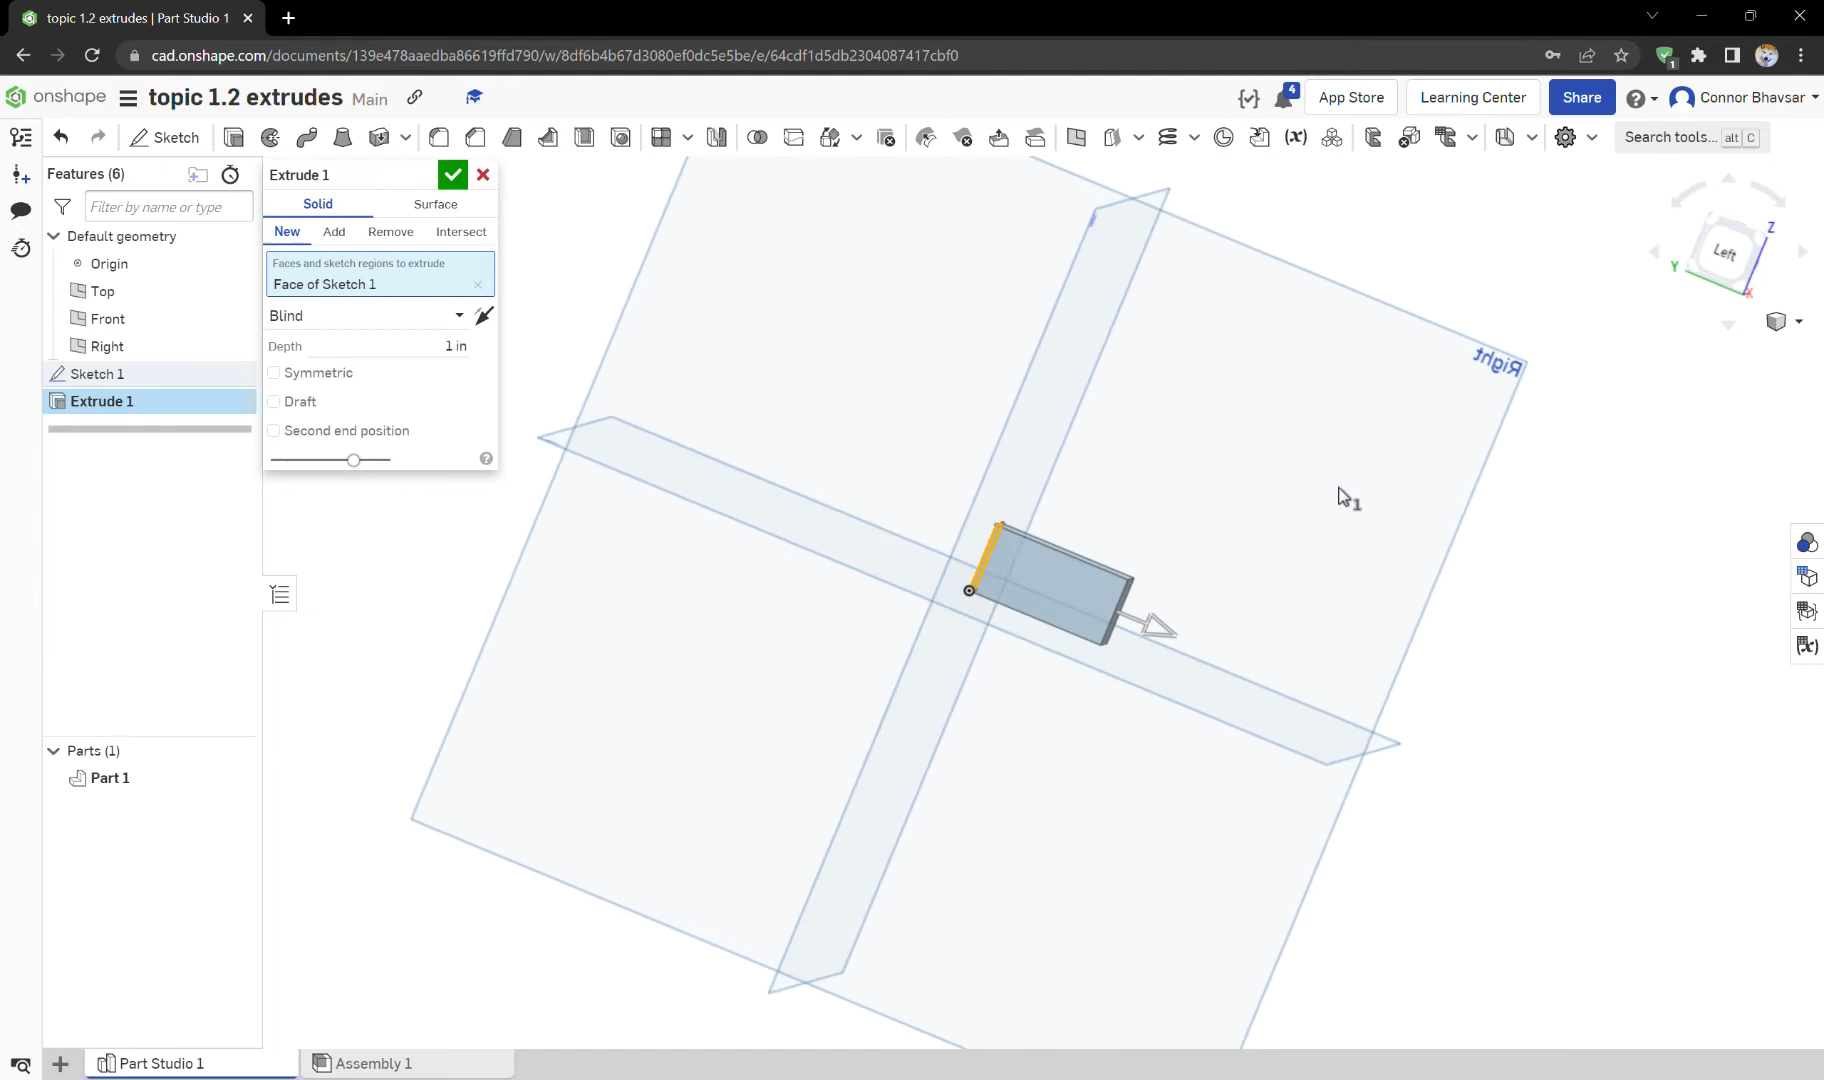 topic 1.2 extrudes | Part Studio 1
cad.onshape.com/documents/139e478aaedba86619ffd790/w/8df6b4b67d3080ef0dc5e5be/e/64cdf1d5db2304087417cbf0
1
onshape
topic 1.2 extrudes
Main
4
App Store
Learning Center
Share
Connor Bhavsar
Sketch
(x)
Search tools...
alt
C
Features (6)
Filter by name or type
Default geometry
Origin
Top
Front
Right
Sketch 1
Extrude 1
Parts (1)
Part 1
Extrude 1
Solid
Surface
New
Add
Remove
Intersect
Faces and sketch regions to extrude
Face of Sketch 1
Blind
Depth
1 in
Symmetric
Draft
Second end position
Right
1
Left
Z
Y
X
(x)
Part Studio 1
Assembly 1